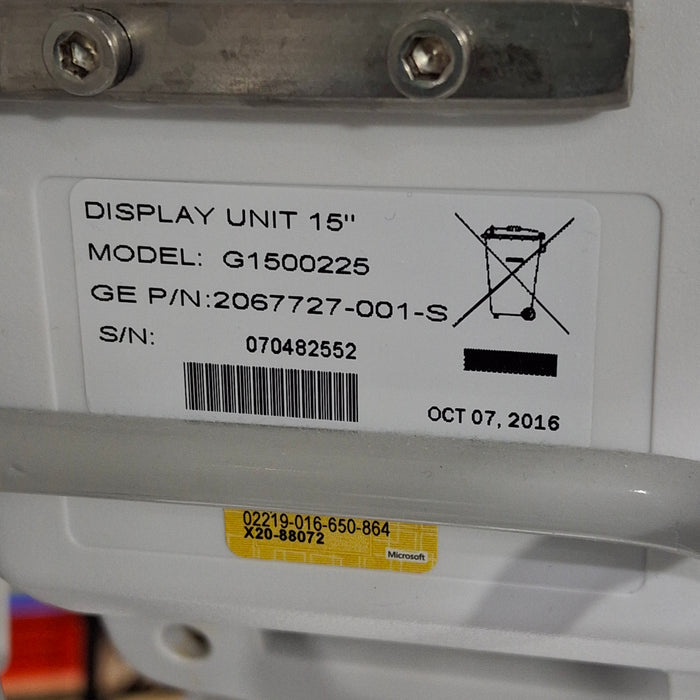 DISPLAY UNIT 15"
MODEL: G1500225
GE P/N:2067727-001-S
S/N: 070482552
OCT 07, 2016
02219-016-650-864
X20-88072
Microsoft